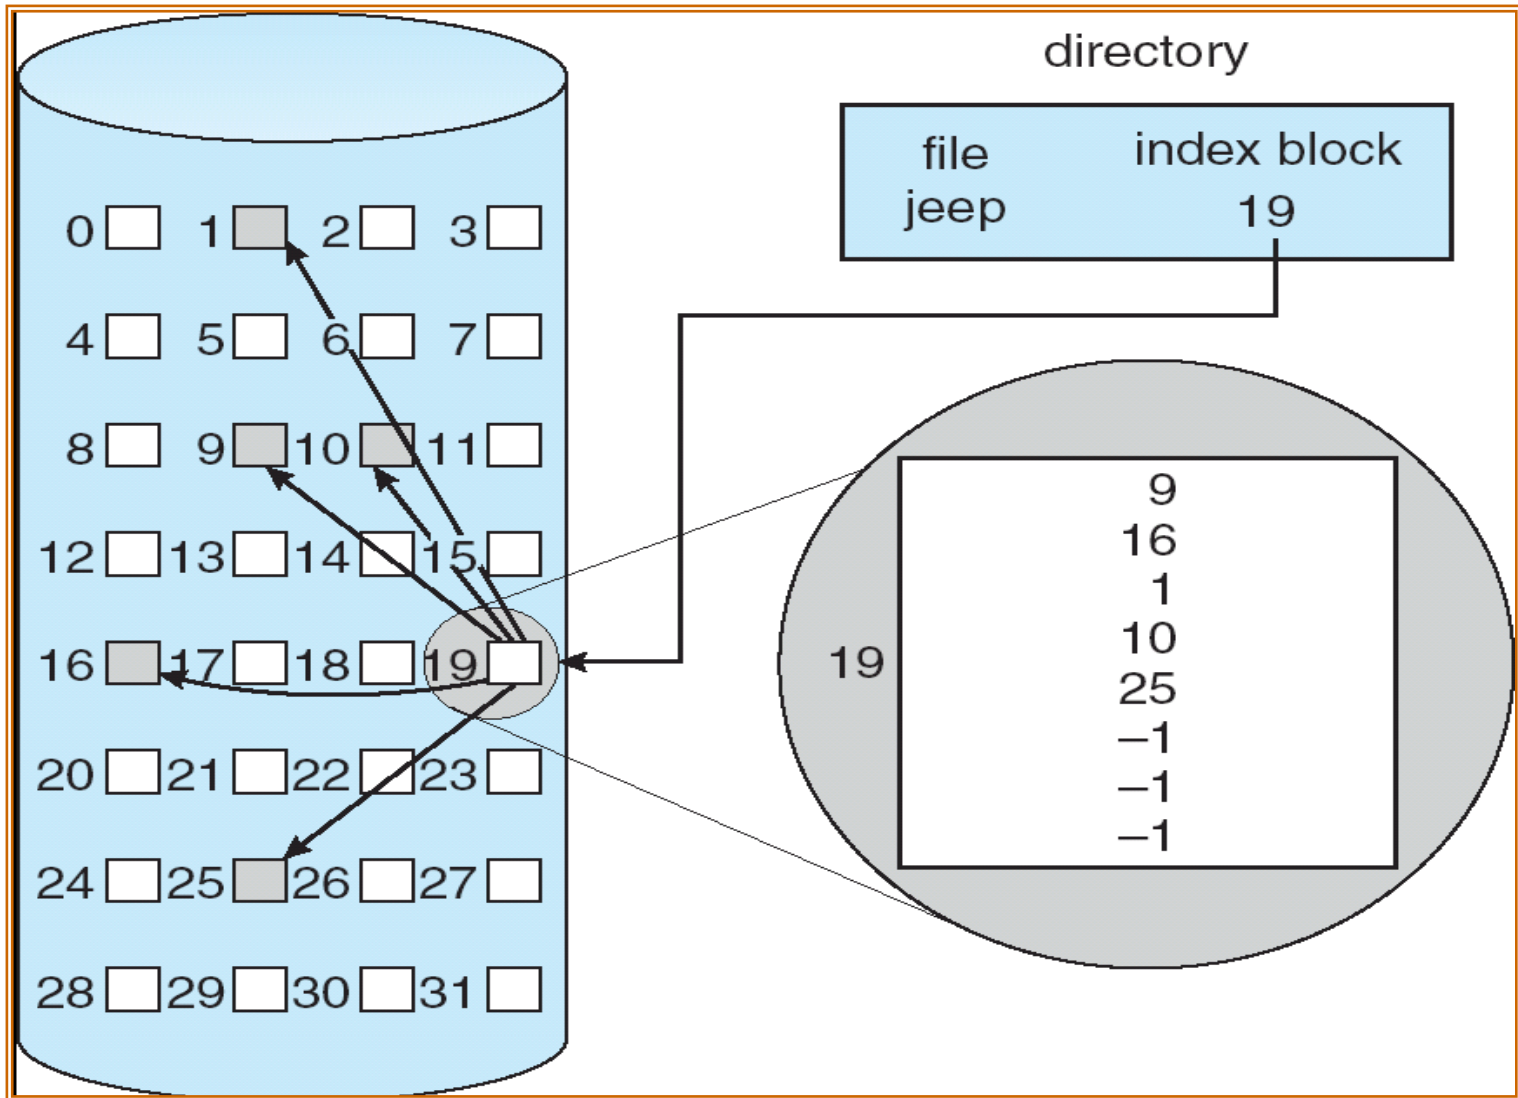 directory
file index block
jeep 19
0 1 2 3
4 5 6 7
8 9 10 11
12 13 14 15
16 17 18 19
20 21 22 23
24 25 26 27
28 29 30 31
19
9
16
1
10
25
–1
–1
–1